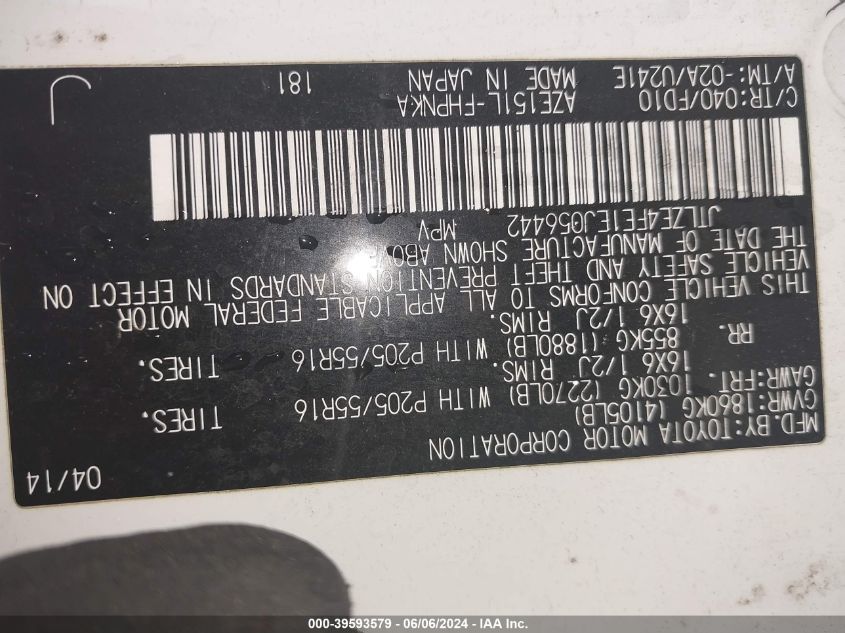 MFD.BY:TOYOTA MOTOR CORPORATION 04/14
GVWR:1860KG (4105LB)
GAWR:FRT. 1030KG (2270LB) WITH P205/55R16 TIRES.
16X6 1/2J RIMS.
RR. 855KG (1880LB) WITH P205/55R16 TIRES.
16X6 1/2J RIMS.
THIS VEHICLE CONFORMS TO ALL APPLICABLE FEDERAL MOTOR
VEHICLE SAFETY AND THEFT PREVENTION STANDARDS IN EFFECT ON
THE DATE OF MANUFACTURE SHOWN ABOVE.
JTLZE4FE1EJ056442 MPV
C/TR:040/FD10 AZE151L-FHPNKA 181
A/TM:-02A/U241E MADE IN JAPAN
J
000-39593579 - 06/06/2024 - IAA Inc.